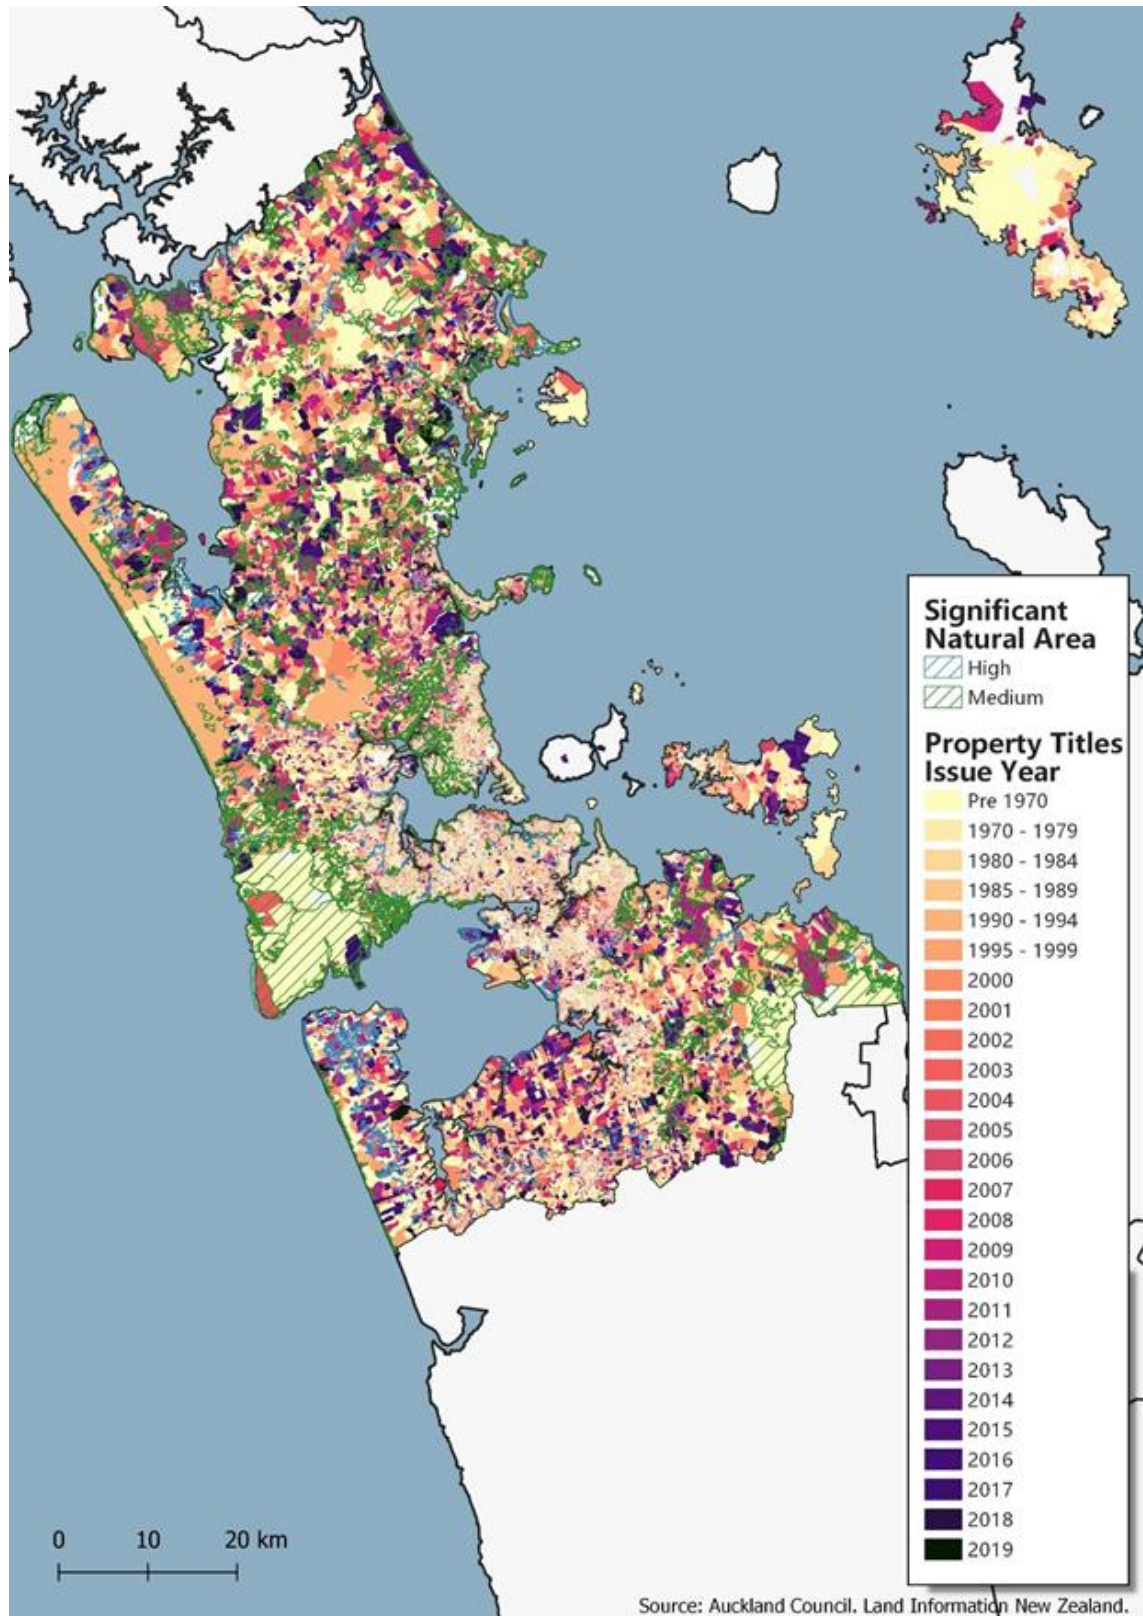 Significant
Natural Area
High
Medium
Property Titles
Issue Year
Pre 1970
1970 - 1979
1980 - 1984
1985 - 1989
1990 - 1994
1995 - 1999
2000
2001
2002
2003
2004
2005
2006
2007
2008
2009
2010
2011
2012
2013
2014
2015
2016
2017
2018
2019
0 10 20 km
Source: Auckland Council. Land Information New Zealand.